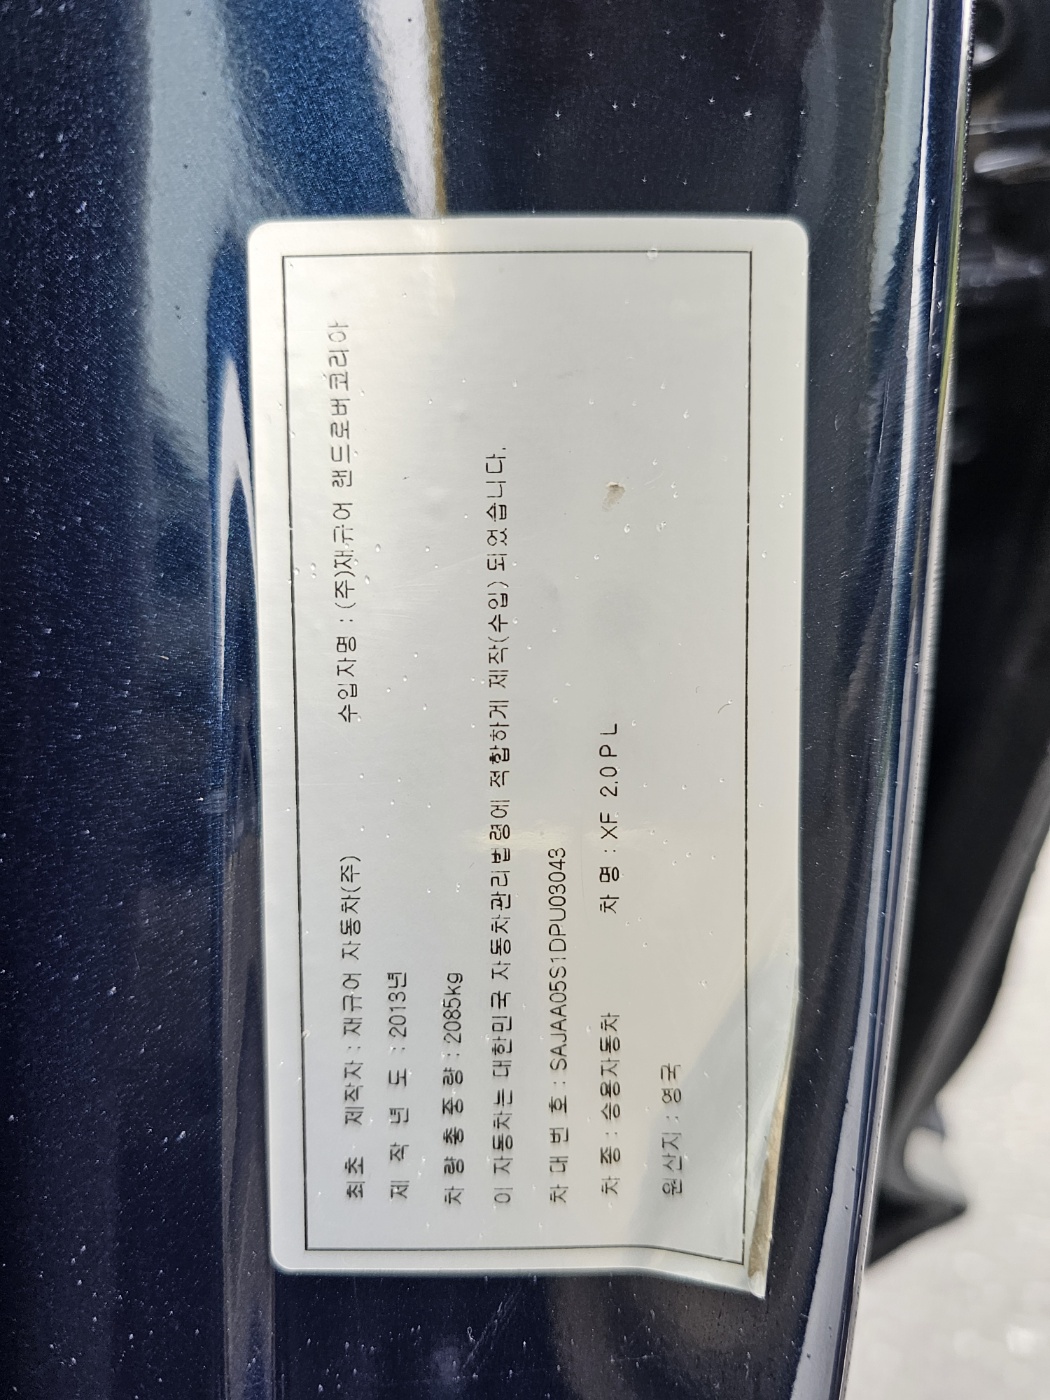 최초 제작자 : 재규어 자동차(주) 수입자명 : (주)재규어 랜드로버코리아
제 작 년 도 : 2013년
차 량 총 중 량 : 2085kg
이 자동차는 대한민국 자동차관리법령에 적합하게 제작(수입) 되었습니다.
차 대 번 호 : SAJAA05S1DPU03043
차 종 : 승용자동차 차 명 : XF 2.0 P L
원산지 : 영국